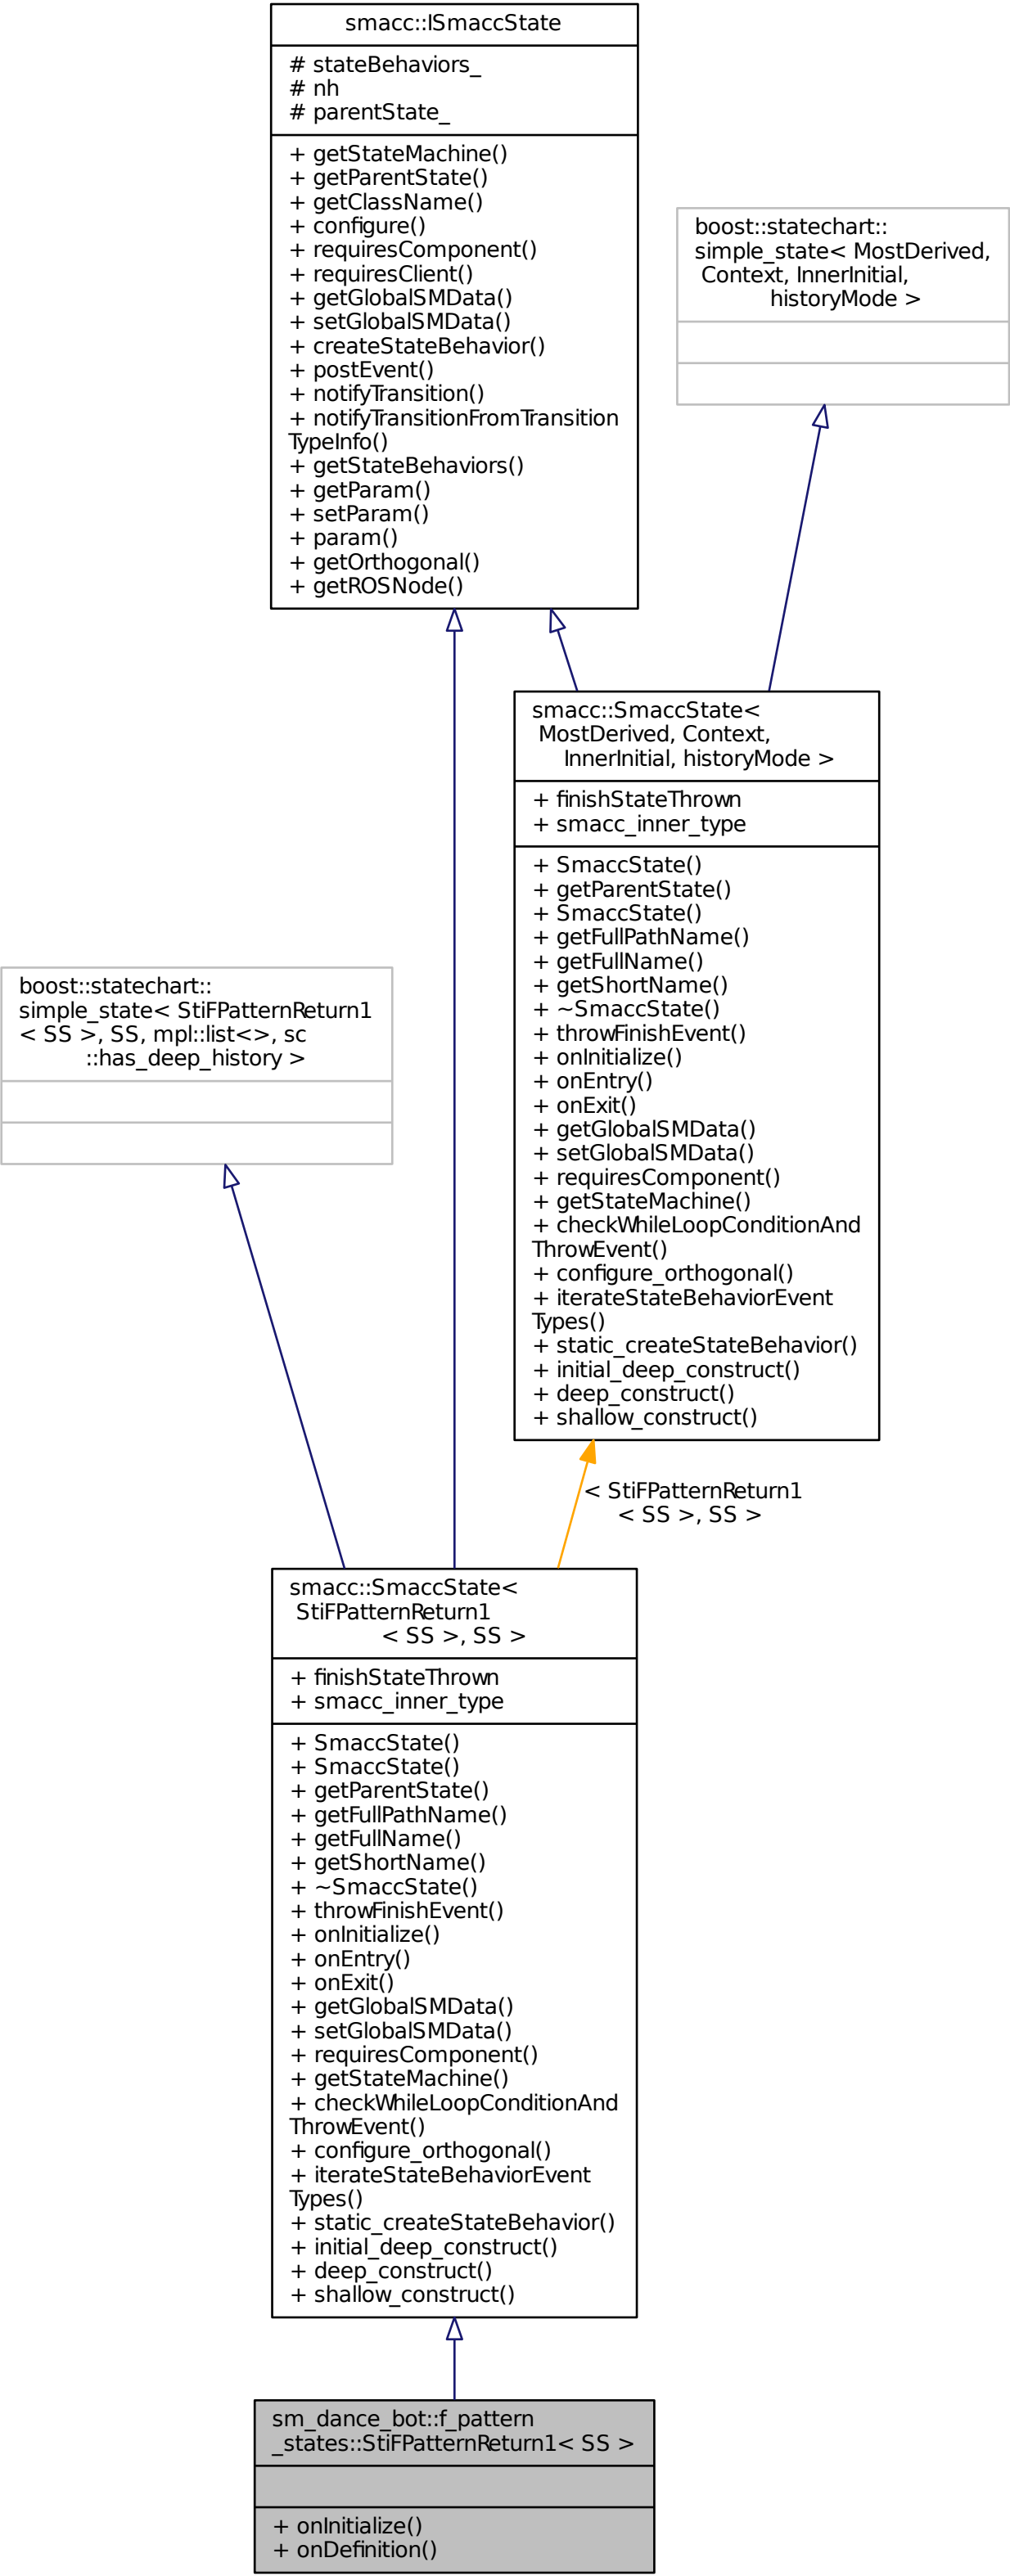 smacc::ISmaccState
# stateBehaviors_
# nh
# parentState_
+ getStateMachine()
+ getParentState()
+ getClassName()
+ configure()
+ requiresComponent()
+ requiresClient()
+ getGlobalSMData()
+ setGlobalSMData()
+ createStateBehavior()
+ postEvent()
+ notifyTransition()
+ notifyTransitionFromTransition
TypeInfo()
+ getStateBehaviors()
+ getParam()
+ setParam()
+ param()
+ getOrthogonal()
+ getROSNode()
boost::statechart::
simple_state< MostDerived,
Context, InnerInitial,
historyMode >
smacc::SmaccState<
MostDerived, Context,
InnerInitial, historyMode >
+ finishStateThrown
+ smacc_inner_type
+ SmaccState()
+ getParentState()
+ SmaccState()
+ getFullPathName()
+ getFullName()
+ getShortName()
+ ~SmaccState()
+ throwFinishEvent()
+ onInitialize()
+ onEntry()
+ onExit()
+ getGlobalSMData()
+ setGlobalSMData()
+ requiresComponent()
+ getStateMachine()
+ checkWhileLoopConditionAnd
ThrowEvent()
+ configure_orthogonal()
+ iterateStateBehaviorEvent
Types()
+ static_createStateBehavior()
+ initial_deep_construct()
+ deep_construct()
+ shallow_construct()
boost::statechart::
simple_state< StiFPatternReturn1
< SS >, SS, mpl::list<>, sc
::has_deep_history >
< StiFPatternReturn1
< SS >, SS >
smacc::SmaccState<
StiFPatternReturn1
< SS >, SS >
+ finishStateThrown
+ smacc_inner_type
+ SmaccState()
+ SmaccState()
+ getParentState()
+ getFullPathName()
+ getFullName()
+ getShortName()
+ ~SmaccState()
+ throwFinishEvent()
+ onInitialize()
+ onEntry()
+ onExit()
+ getGlobalSMData()
+ setGlobalSMData()
+ requiresComponent()
+ getStateMachine()
+ checkWhileLoopConditionAnd
ThrowEvent()
+ configure_orthogonal()
+ iterateStateBehaviorEvent
Types()
+ static_createStateBehavior()
+ initial_deep_construct()
+ deep_construct()
+ shallow_construct()
sm_dance_bot::f_pattern
_states::StiFPatternReturn1< SS >
+ onInitialize()
+ onDefinition()